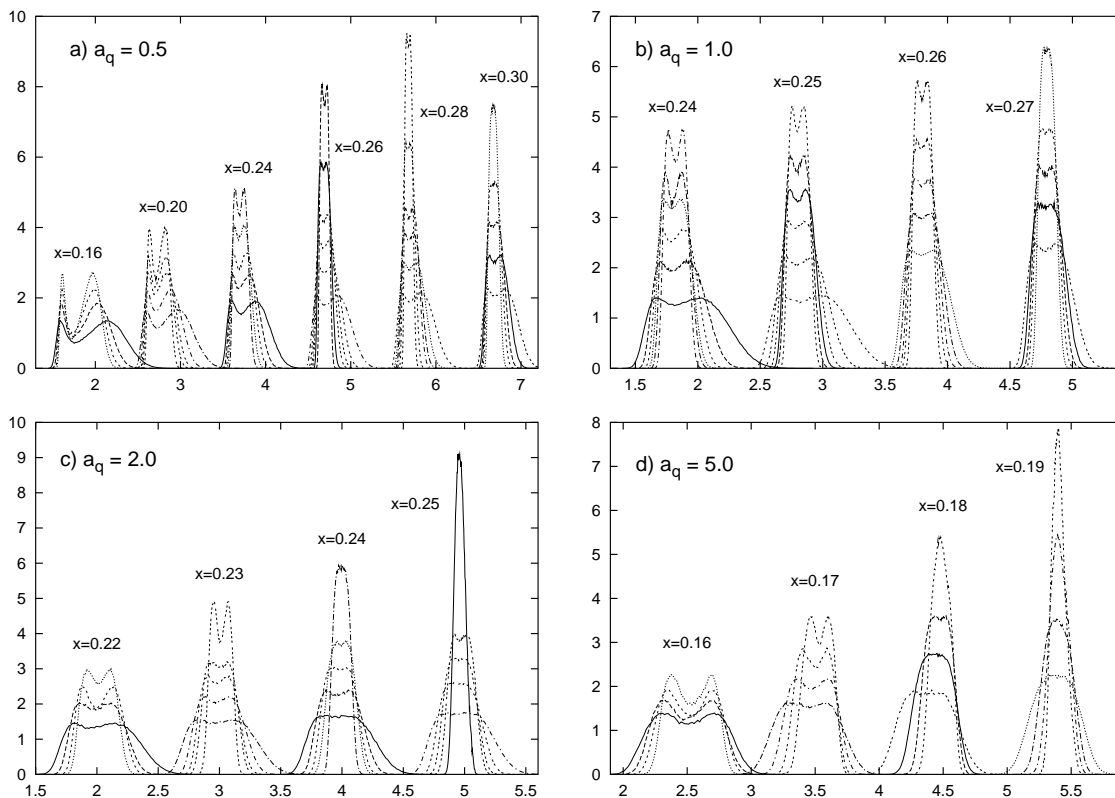 a) a_q = 0.5
x=0.16
x=0.20
x=0.24
x=0.26
x=0.28
x=0.30
0
2
4
6
8
10
2
3
4
5
6
7
b) a_q = 1.0
x=0.24
x=0.25
x=0.26
x=0.27
0
1
2
3
4
5
6
7
1.5
2
2.5
3
3.5
4
4.5
5
c) a_q = 2.0
x=0.22
x=0.23
x=0.24
x=0.25
0
1
2
3
4
5
6
7
8
9
10
1.5
2
2.5
3
3.5
4
4.5
5
5.5
d) a_q = 5.0
x=0.16
x=0.17
x=0.18
x=0.19
0
1
2
3
4
5
6
7
8
2
2.5
3
3.5
4
4.5
5
5.5